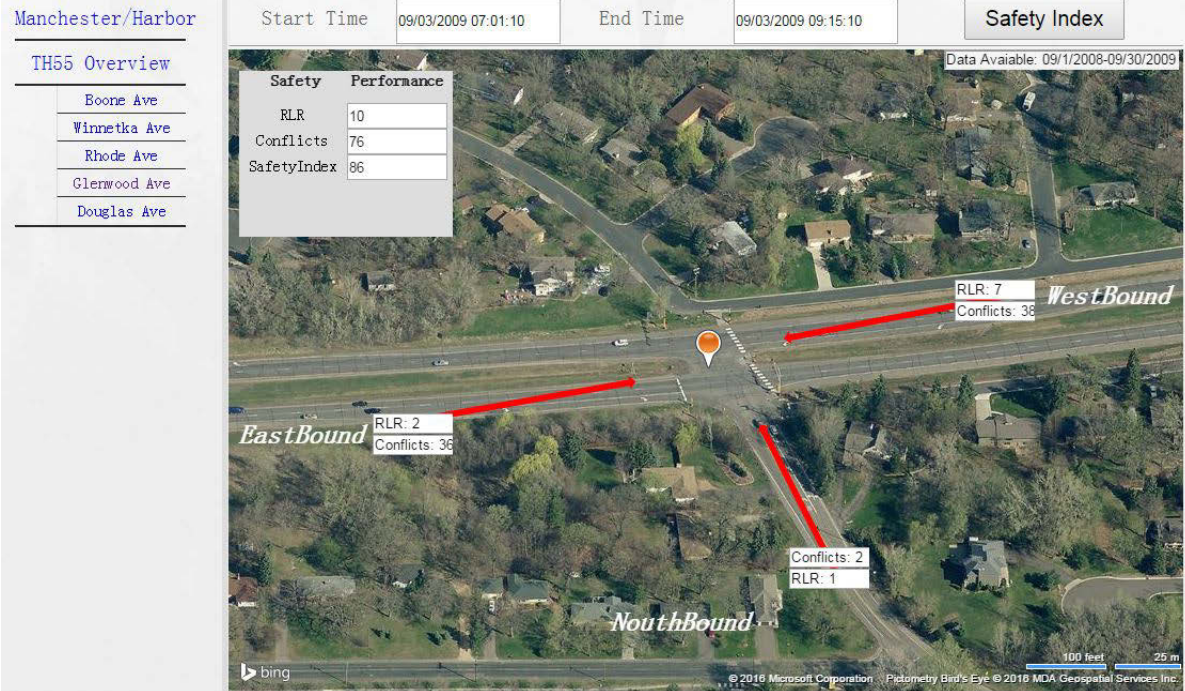 Manchester/Harbor
TH55 Overview
Boone Ave
Winnetka Ave
Rhode Ave
Glenwood Ave
Douglas Ave
Start Time 09/03/2009 07:01:10 End Time 09/03/2009 09:15:10 Safety Index
Data Avaiable: 09/1/2008-09/30/2009
Safety Performance
RLR 10
Conflicts 76
SafetyIndex 86
RLR: 7
Conflicts: 38
WestBound
EastBound
RLR: 2
Conflicts: 36
Conflicts: 2
RLR: 1
NouthBound
100 feet 25 m
bing
© 2016 Microsoft Corporation Pictometry Bird's Eye © 2016 MDA Geospatial Services Inc.